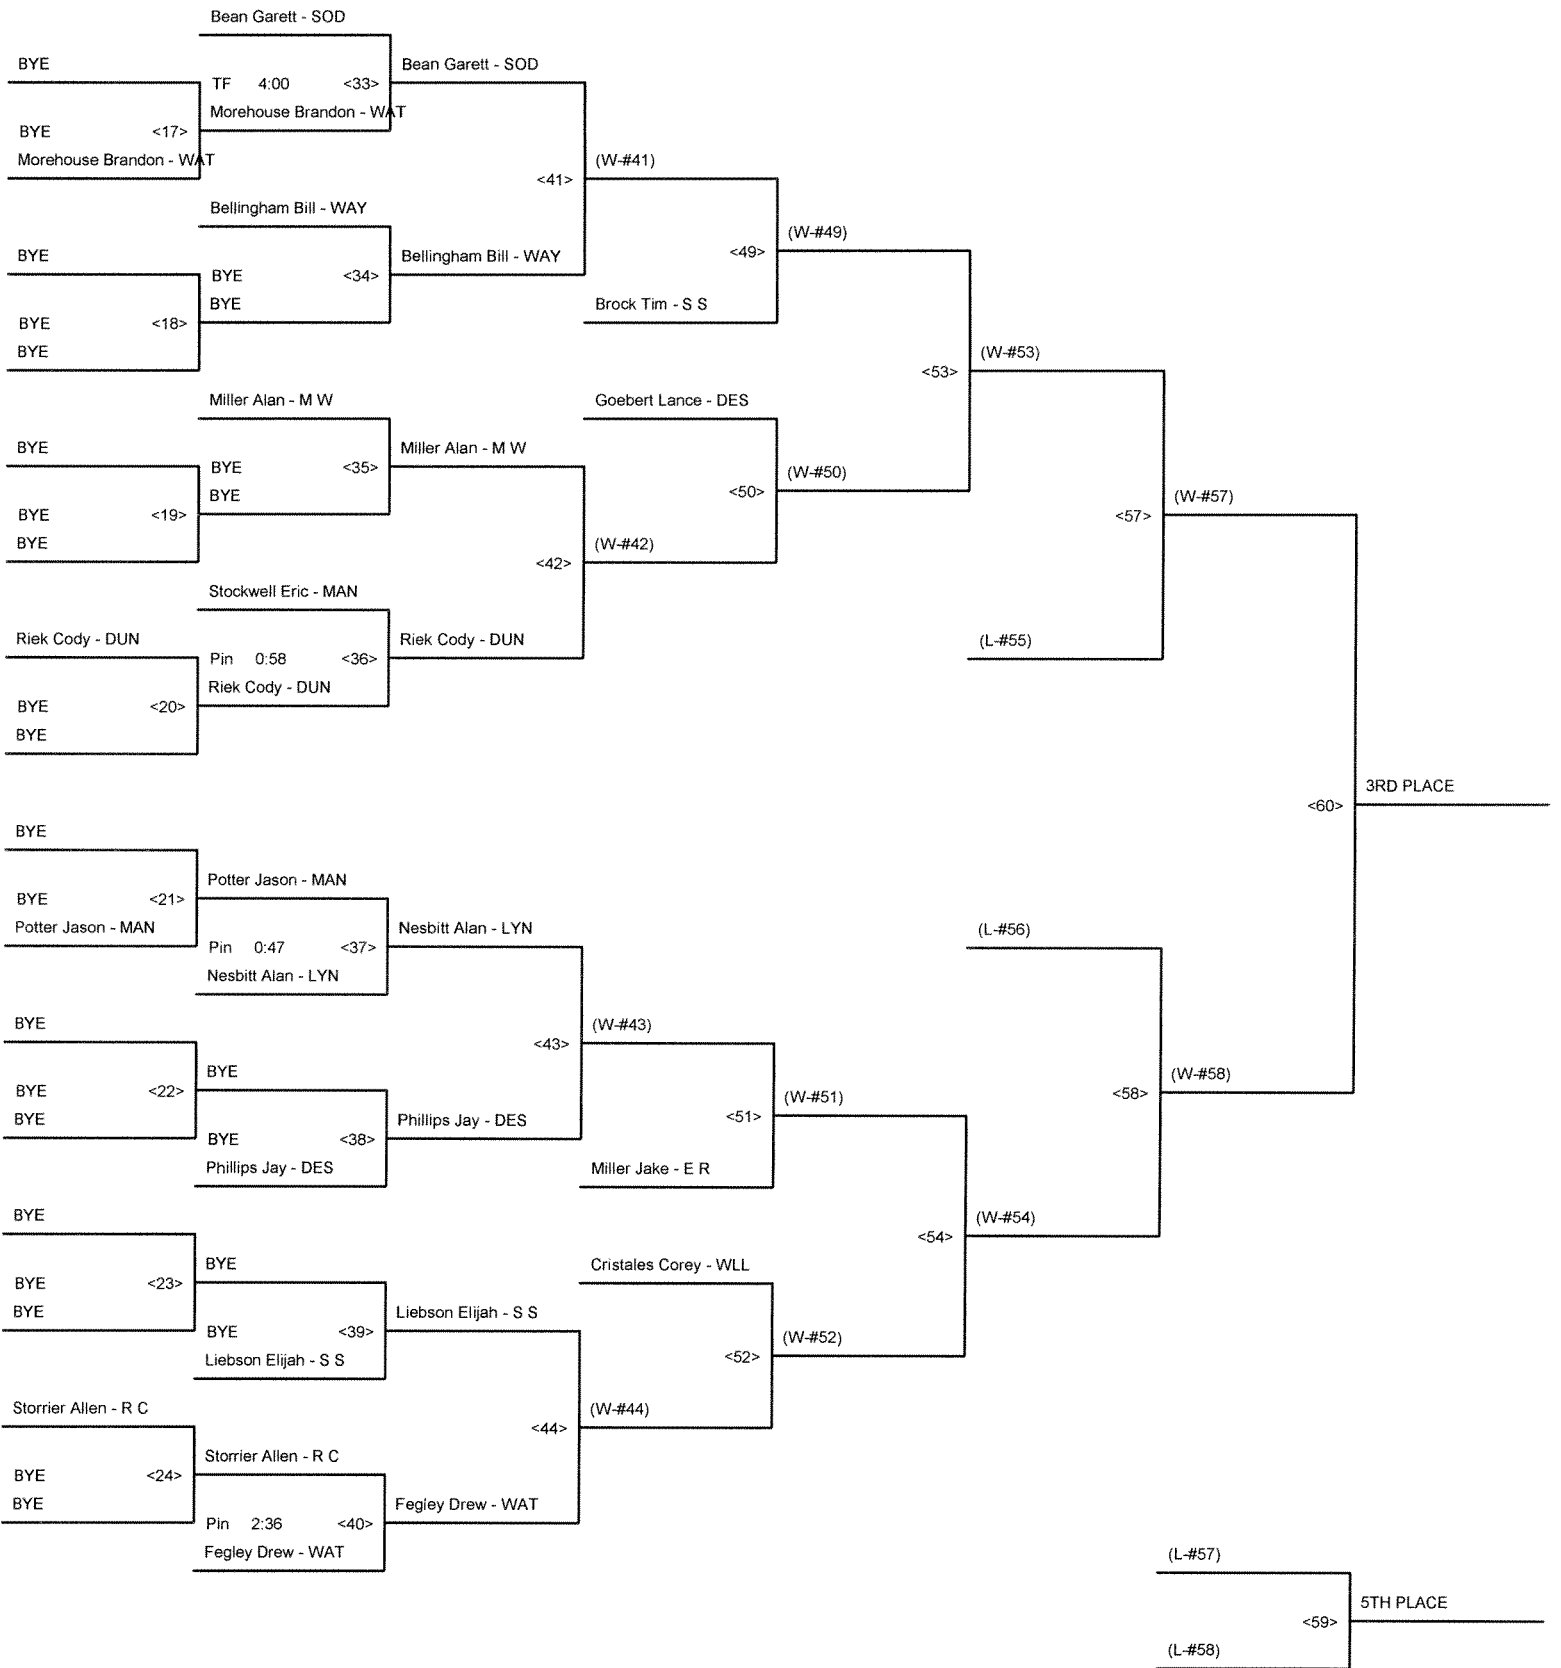 Bean Garett - SOD
BYE
TF 4:00 <33>
Bean Garett - SOD
Morehouse Brandon - WAT
BYE <17>
Morehouse Brandon - WAT
<41>
(W-#41)
Bellingham Bill - WAY
<49>
(W-#49)
BYE
BYE <34>
Bellingham Bill - WAY
BYE
Brock Tim - S S
BYE <18>
BYE
<53>
(W-#53)
Miller Alan - M W
Goebert Lance - DES
BYE
BYE <35>
Miller Alan - M W
BYE
<50>
(W-#50)
BYE <19>
BYE
<57>
(W-#57)
<42>
(W-#42)
Stockwell Eric - MAN
Riek Cody - DUN
Pin 0:58 <36>
Riek Cody - DUN
(L-#55)
Riek Cody - DUN
BYE <20>
BYE
<60>
3RD PLACE
BYE
Potter Jason - MAN
BYE <21>
Potter Jason - MAN
Pin 0:47 <37>
Nesbitt Alan - LYN
(L-#56)
Nesbitt Alan - LYN
BYE
<43>
(W-#43)
BYE
BYE <22>
BYE
<58>
(W-#58)
<51>
(W-#51)
BYE <38>
Phillips Jay - DES
Phillips Jay - DES
Miller Jake - E R
BYE
<54>
(W-#54)
BYE
Cristales Corey - WLL
BYE <23>
BYE
BYE <39>
Liebson Elijah - S S
Liebson Elijah - S S
<52>
(W-#52)
Storrier Allen - R C
<44>
(W-#44)
Storrier Allen - R C
BYE <24>
BYE
Pin 2:36 <40>
Fegley Drew - WAT
Fegley Drew - WAT
(L-#57)
<59>
5TH PLACE
(L-#58)